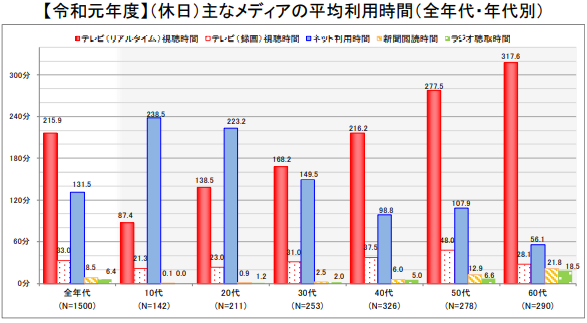 【令和元年度】(休日)主なメディアの平均利用時間(全年代・年代別)
テレビ(リアルタイム)視聴時間 テレビ(録画)視聴時間 ネット利用時間 新聞閲読時間 ラジオ聴取時間
300分
240分
180分
120分
60分
0分
215.9 33.0 131.5 8.5 6.4
87.4 21.3 238.5 0.1 0.0
138.5 23.0 223.2 0.9 1.2
168.2 31.0 149.5 2.5 2.0
216.2 37.5 98.8 6.0 5.0
277.5 48.0 107.9 12.9 6.6
317.6 28.1 56.1 21.8 18.5
全年代 10代 20代 30代 40代 50代 60代
(N=1500) (N=142) (N=211) (N=253) (N=326) (N=278) (N=290)